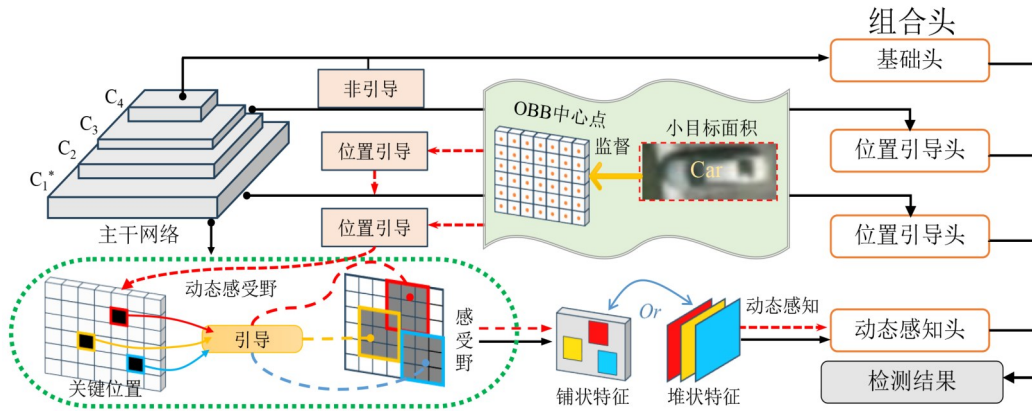 组合头
基础头
C4
非引导
C3
OBB中心点
小目标面积
C2
位置引导
监督
Car
位置引导头
C1*
主干网络
位置引导
位置引导头
动态感受野
感受野
Or
动态感知
动态感知头
引导
关键位置
铺状特征
堆状特征
检测结果